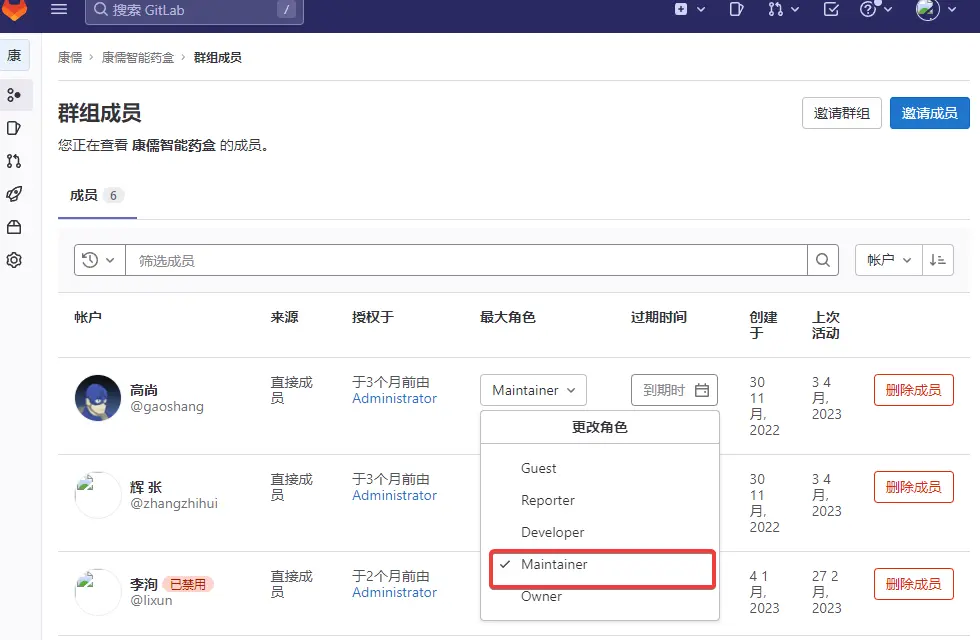 搜索 GitLab
/
康
康儒 › 康儒智能药盒 › 群组成员
群组成员
邀请群组
邀请成员
您正在查看 康儒智能药盒 的成员。
成员 6
筛选成员
帐户
帐户
来源
授权于
最大角色
过期时间
创建
于
上次
活动
高尚
@gaoshang
直接成
员
于3个月前由
Administrator
Maintainer
到期时
30
11
月,
2022
3 4
月,
2023
删除成员
更改角色
Guest
Reporter
Developer
Maintainer
Owner
辉 张
@zhangzhihui
直接成
员
于3个月前由
Administrator
30
11
月,
2022
3 4
月,
2023
删除成员
李洵 已禁用
@lixun
直接成
员
于2个月前由
Administrator
4 1
月,
2023
27 2
月,
2023
删除成员